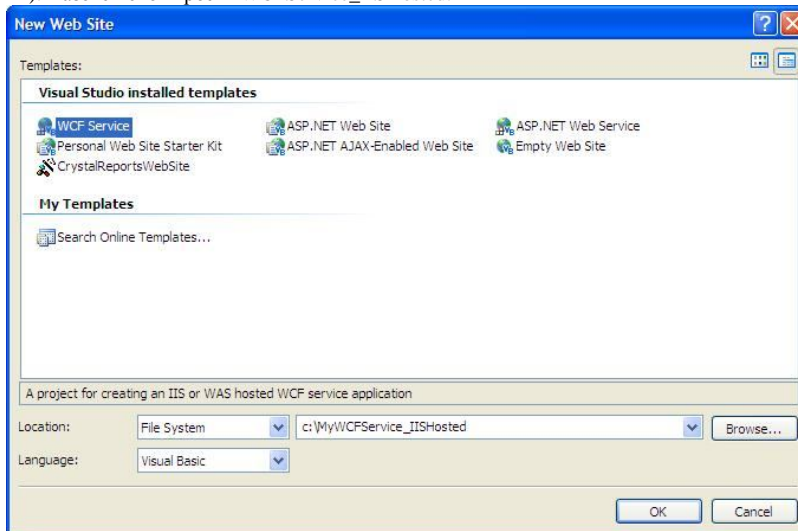 New Web Site
Templates:
Visual Studio installed templates
WCF Service
ASP.NET Web Site
ASP.NET Web Service
Personal Web Site Starter Kit
ASP.NET AJAX-Enabled Web Site
Empty Web Site
CrystalReportsWebSite
My Templates
Search Online Templates...
A project for creating an IIS or WAS hosted WCF service application
Location:
File System
c:\MyWCFService_IISHosted
Browse...
Language:
Visual Basic
OK
Cancel